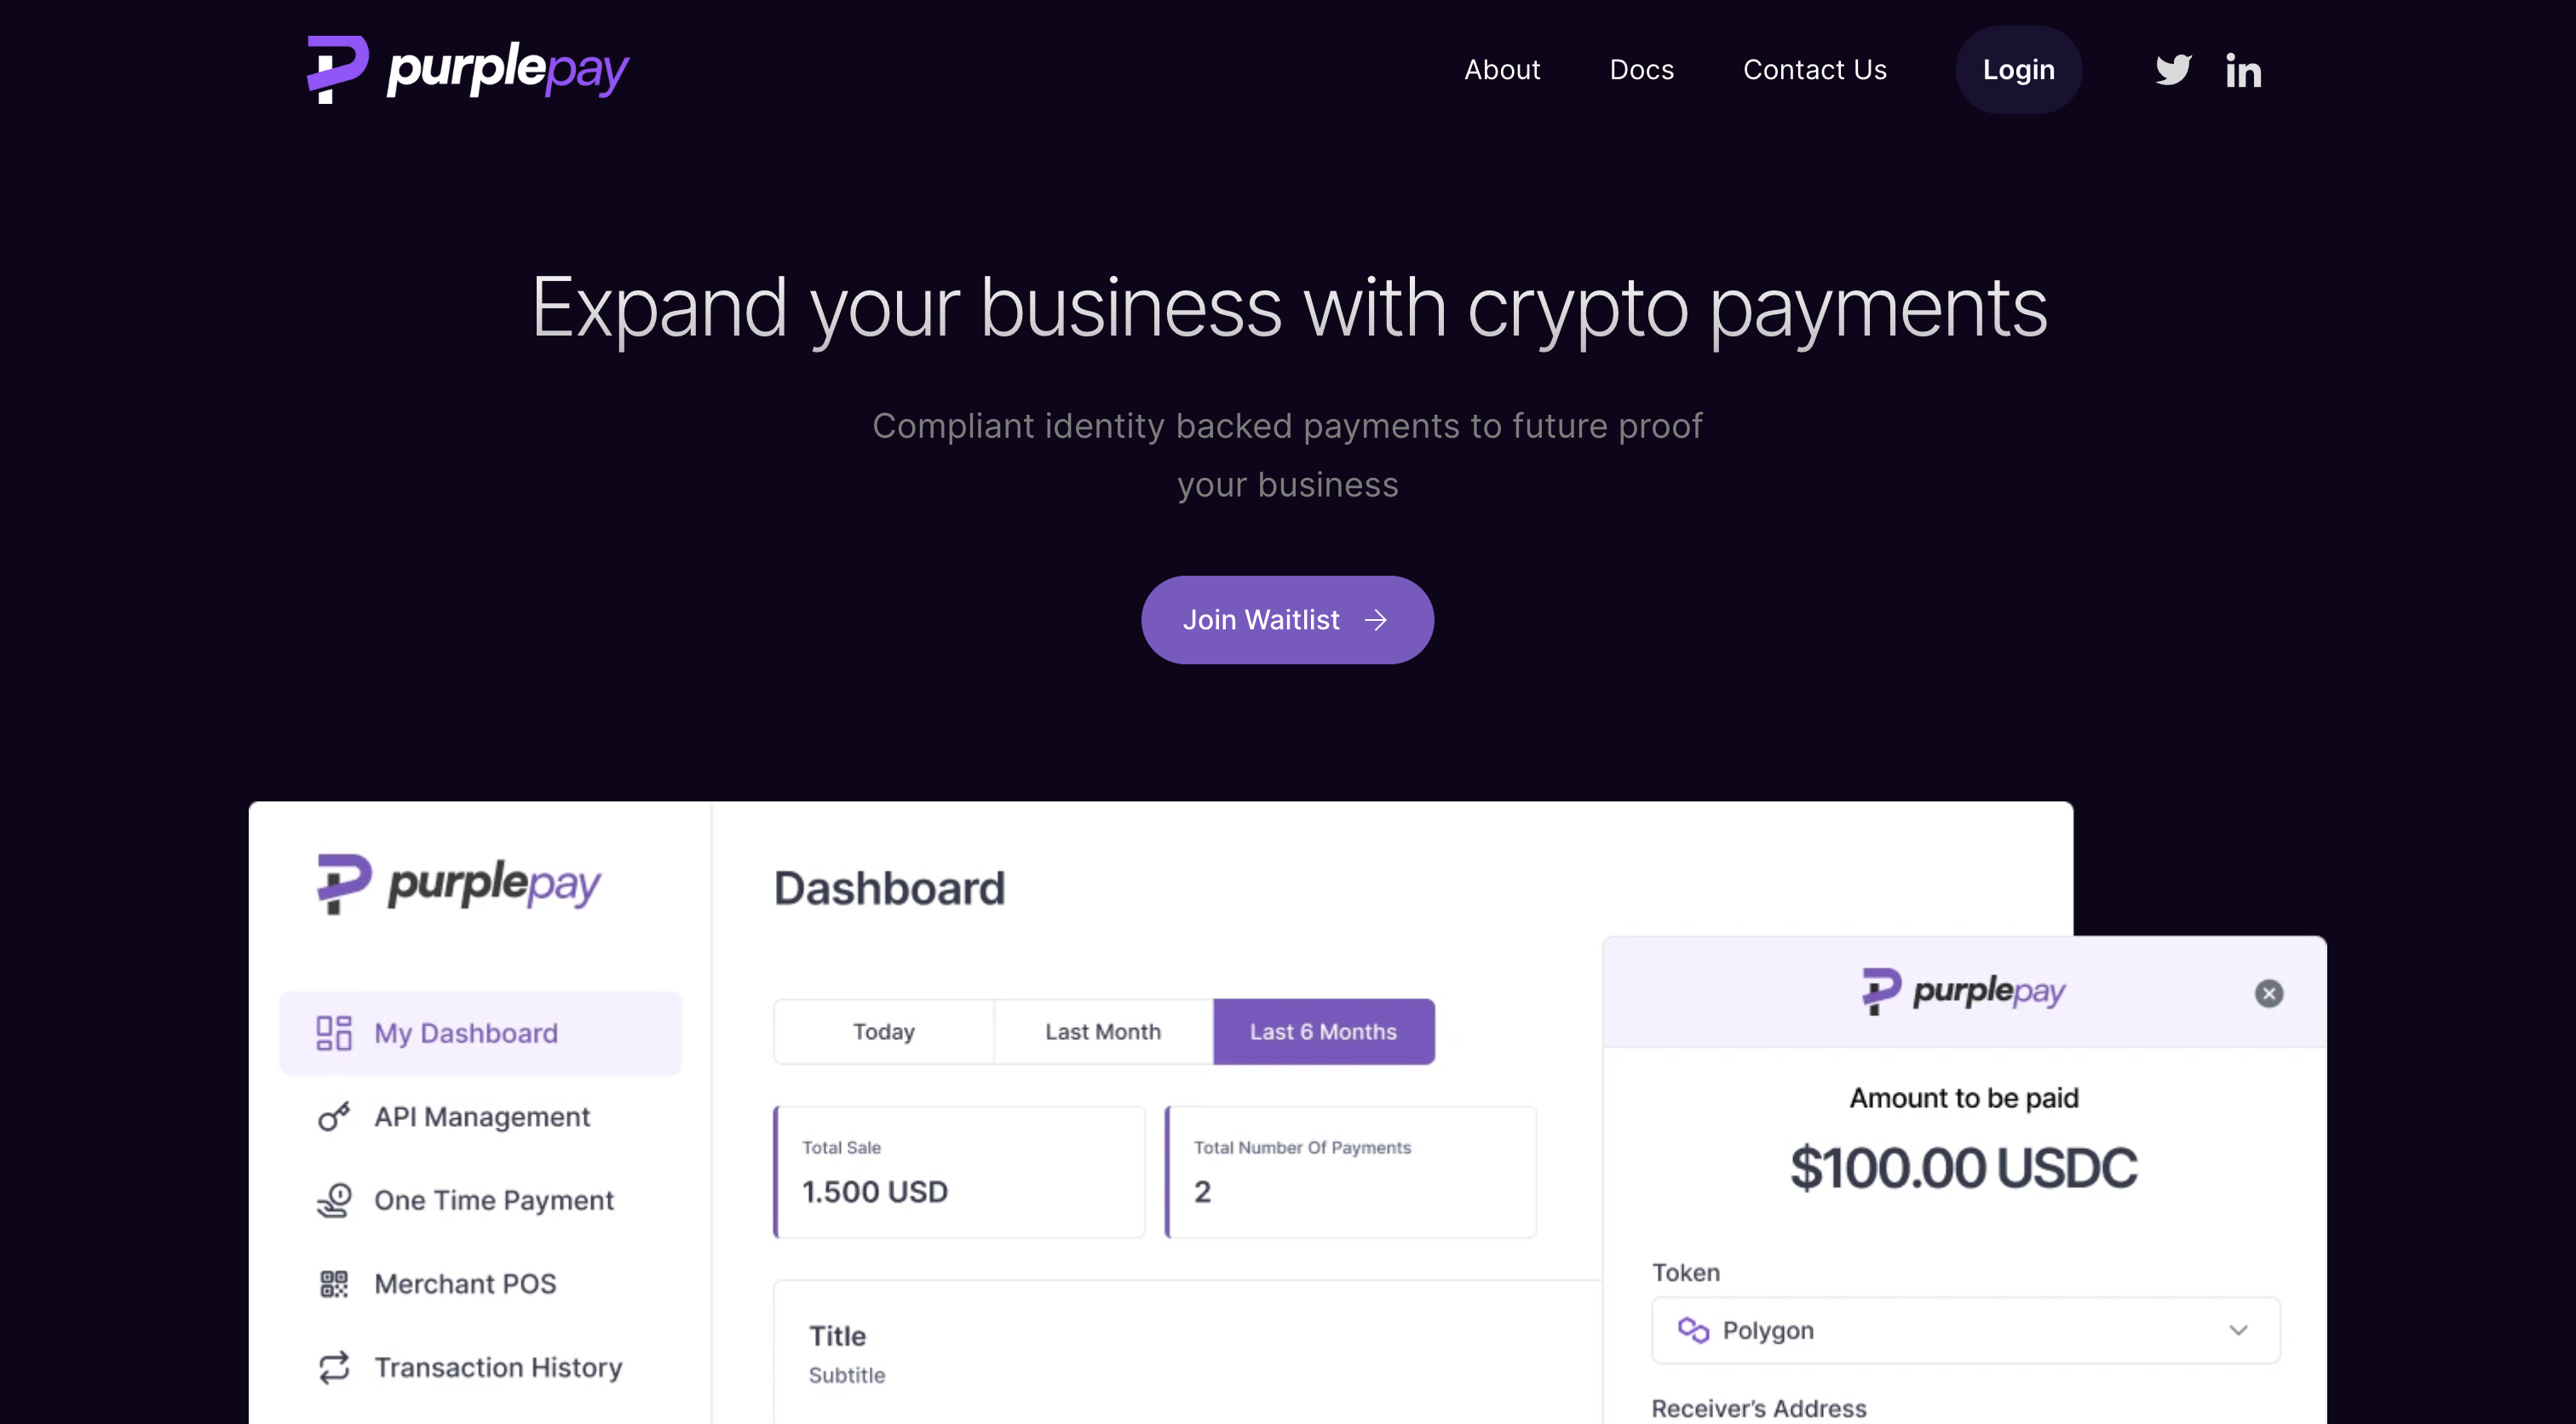 purplepay
About
Docs
Contact Us
Login
in
Expand your business with crypto payments
Compliant identity backed payments to future proof
your business
Join Waitlist
purplepay
My Dashboard
API Management
One Time Payment
Merchant POS
Transaction History
Dashboard
Today
Last Month
Last 6 Months
Total Sale
1.500 USD
Total Number Of Payments
2
Title
Subtitle
purplepay
Amount to be paid
$100.00 USDC
Token
Polygon
Receiver's Address